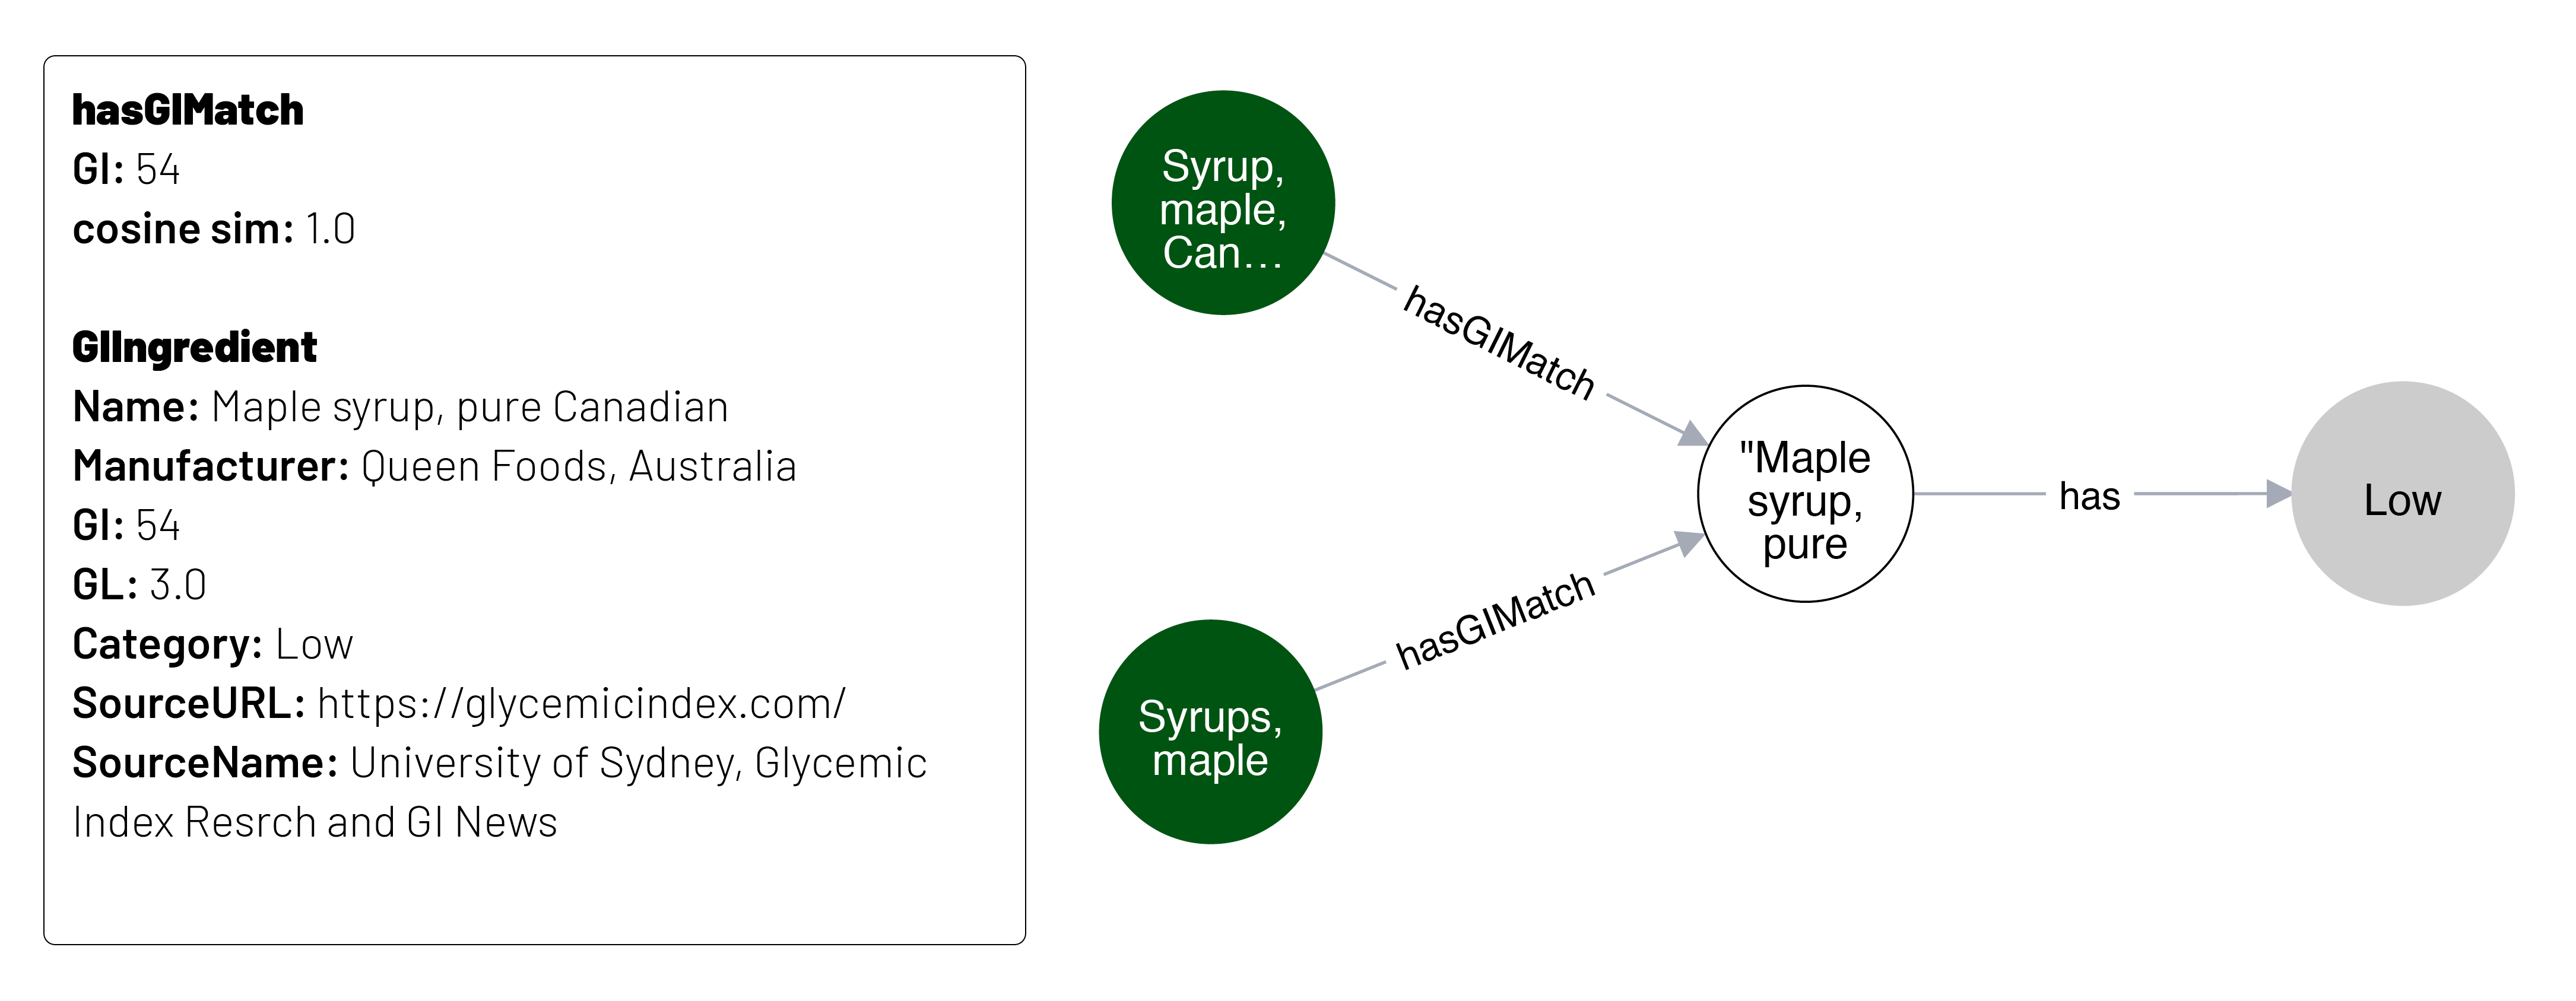 hasGIMatch
GI: 54
cosine sim: 1.0
GIIngredient
Name: Maple syrup, pure Canadian
Manufacturer: Queen Foods, Australia
GI: 54
GL: 3.0
Category: Low
SourceURL: https://glycemicindex.com/
SourceName: University of Sydney, Glycemic
Index Resrch and GI News
Syrup,
maple,
Can…
hasGIMatch
"Maple
syrup,
pure
has
Low
hasGIMatch
Syrups,
maple